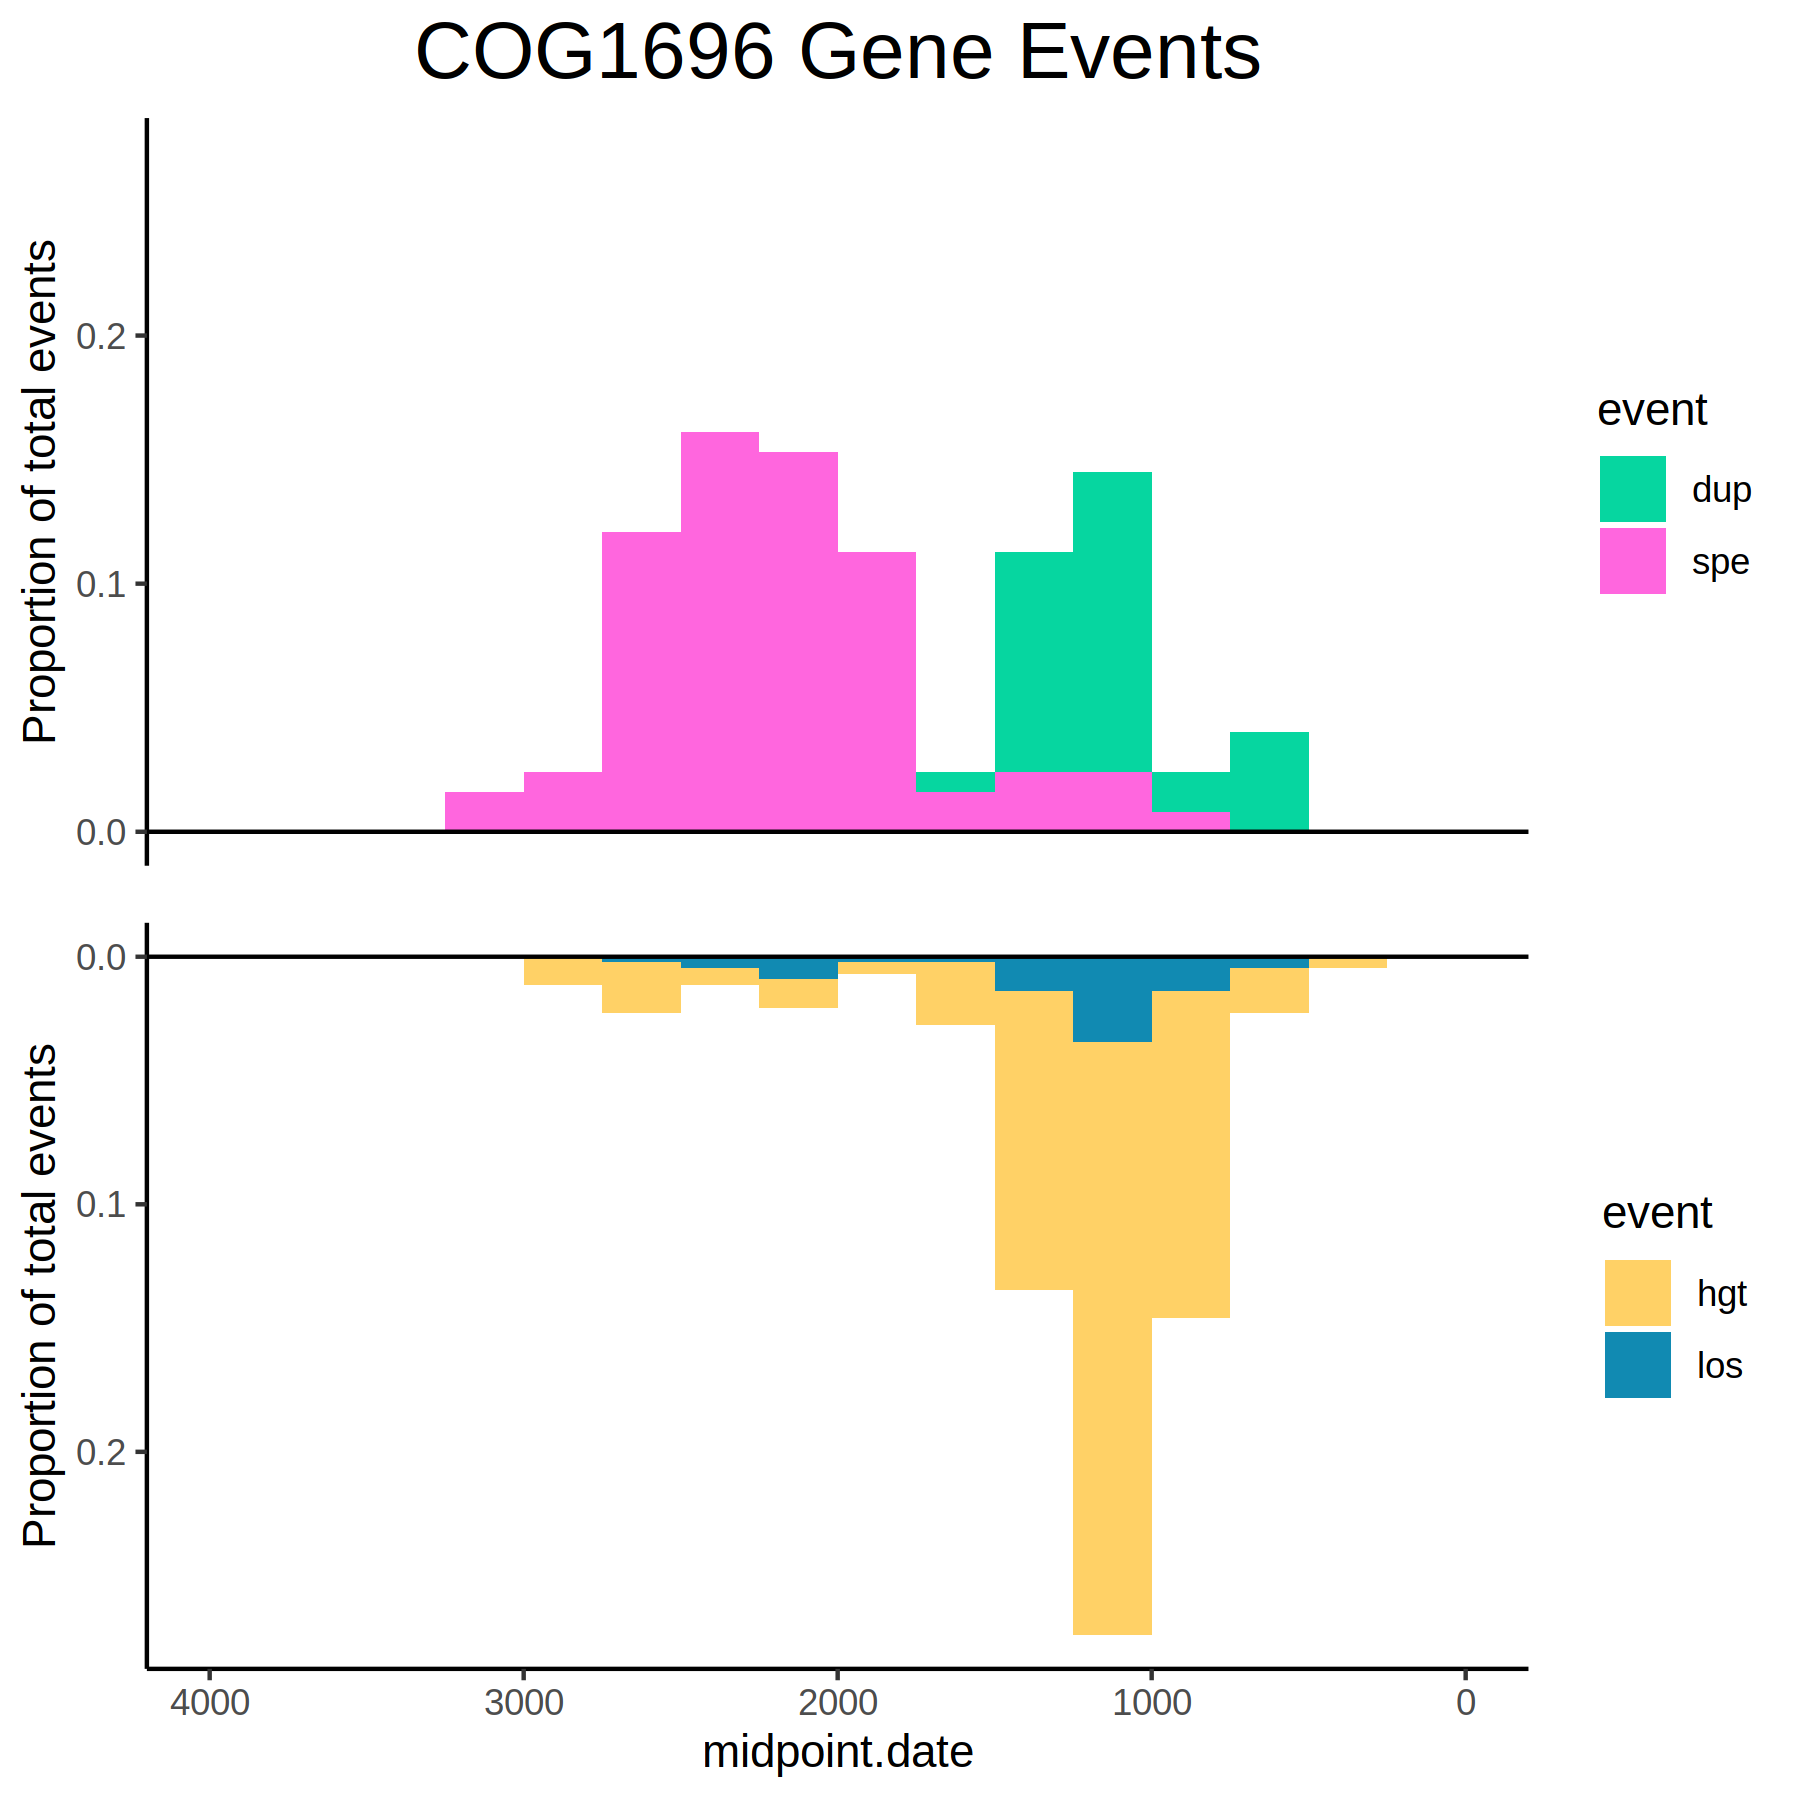 COG1696 Gene Events
Proportion of total events
0.2
0.1
0.0
event
dup
spe
Proportion of total events
0.0
0.1
0.2
event
hgt
los
4000 3000 2000 1000 0
midpoint.date